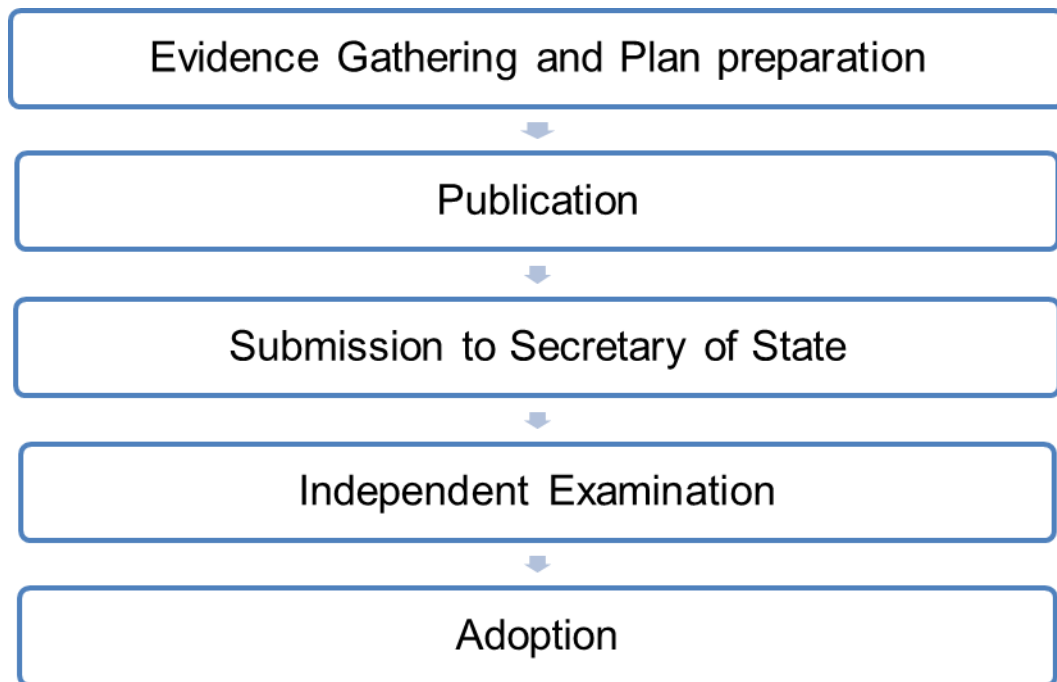 Evidence Gathering and Plan preparation
Publication
Submission to Secretary of State
Independent Examination
Adoption